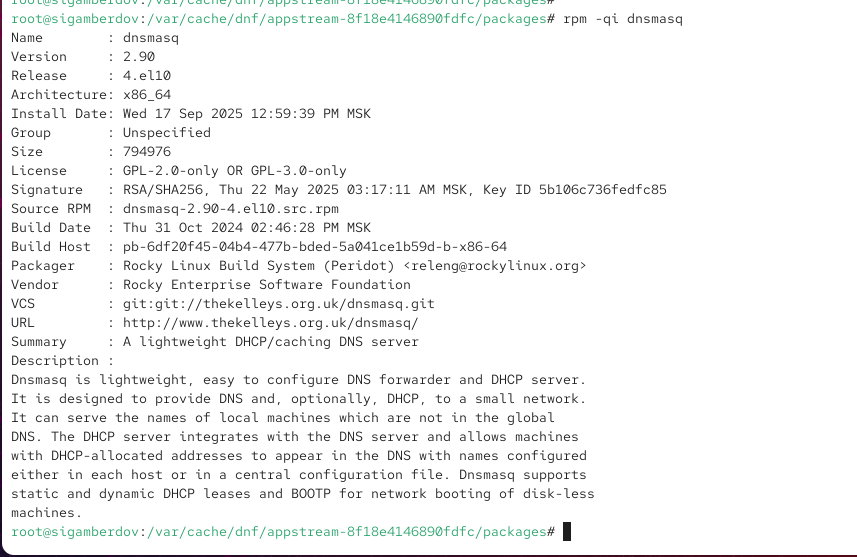 root@sigamberdov:/var/cache/dnf/appstream-8f18e4146890fdfc/packages#
root@sigamberdov:/var/cache/dnf/appstream-8f18e4146890fdfc/packages# rpm -qi dnsmasq
Name        : dnsmasq
Version     : 2.90
Release     : 4.el10
Architecture: x86_64
Install Date: Wed 17 Sep 2025 12:59:39 PM MSK
Group       : Unspecified
Size        : 794976
License     : GPL-2.0-only OR GPL-3.0-only
Signature   : RSA/SHA256, Thu 22 May 2025 03:17:11 AM MSK, Key ID 5b106c736fedfc85
Source RPM  : dnsmasq-2.90-4.el10.src.rpm
Build Date  : Thu 31 Oct 2024 02:46:28 PM MSK
Build Host  : pb-6df20f45-04b4-477b-bded-5a041ce1b59d-b-x86-64
Packager    : Rocky Linux Build System (Peridot) <releng@rockylinux.org>
Vendor      : Rocky Enterprise Software Foundation
VCS         : git:git://thekelleys.org.uk/dnsmasq.git
URL         : http://www.thekelleys.org.uk/dnsmasq/
Summary     : A lightweight DHCP/caching DNS server
Description :
Dnsmasq is lightweight, easy to configure DNS forwarder and DHCP server.
It is designed to provide DNS and, optionally, DHCP, to a small network.
It can serve the names of local machines which are not in the global
DNS. The DHCP server integrates with the DNS server and allows machines
with DHCP-allocated addresses to appear in the DNS with names configured
either in each host or in a central configuration file. Dnsmasq supports
static and dynamic DHCP leases and BOOTP for network booting of disk-less
machines.
root@sigamberdov:/var/cache/dnf/appstream-8f18e4146890fdfc/packages#